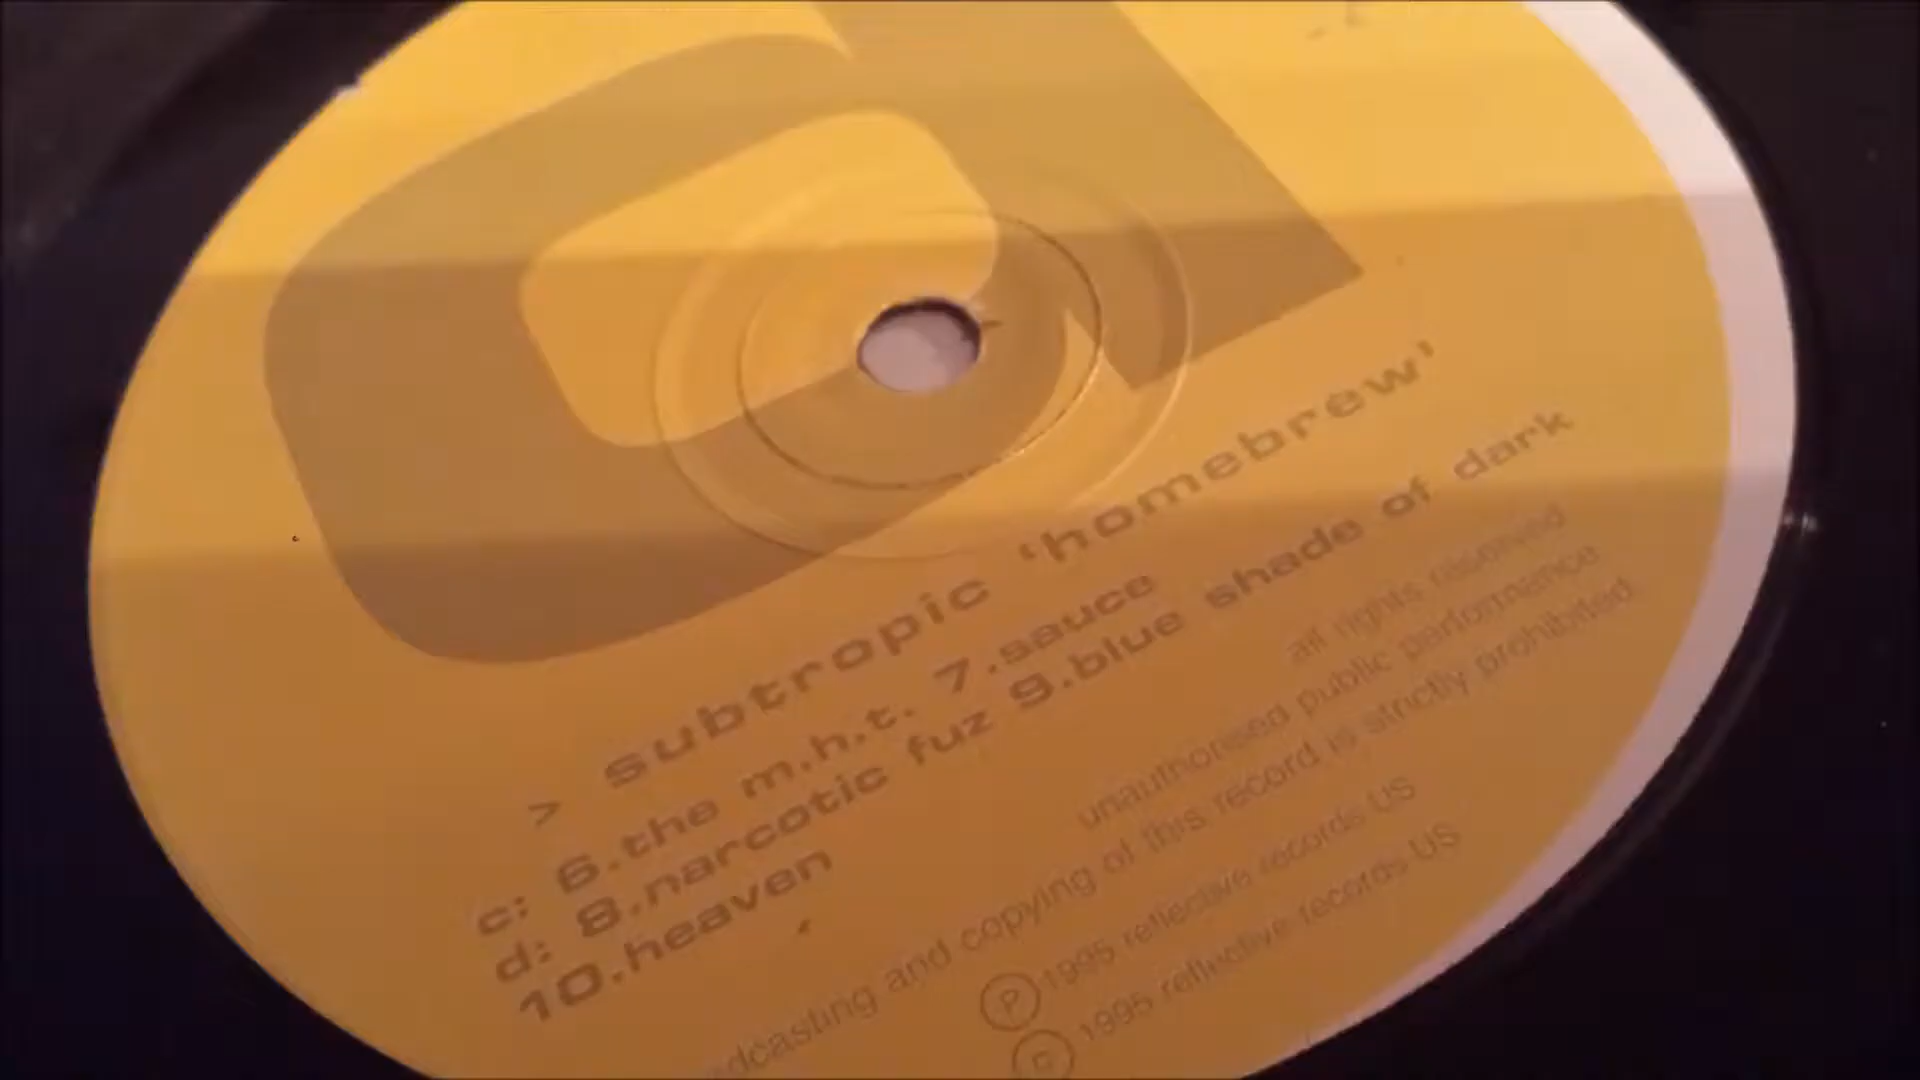 d
> subtropic 'homebrew'
c: 6.the m.h.t. 7.sauce
d: 8.narcotic fuz 9.blue shade of dark
10.heaven
all rights reserved
unauthorised public performance
dcasting and copying of this record is strictly prohibited.
Ⓟ 1995 reflective records US
© 1995 reflective records US